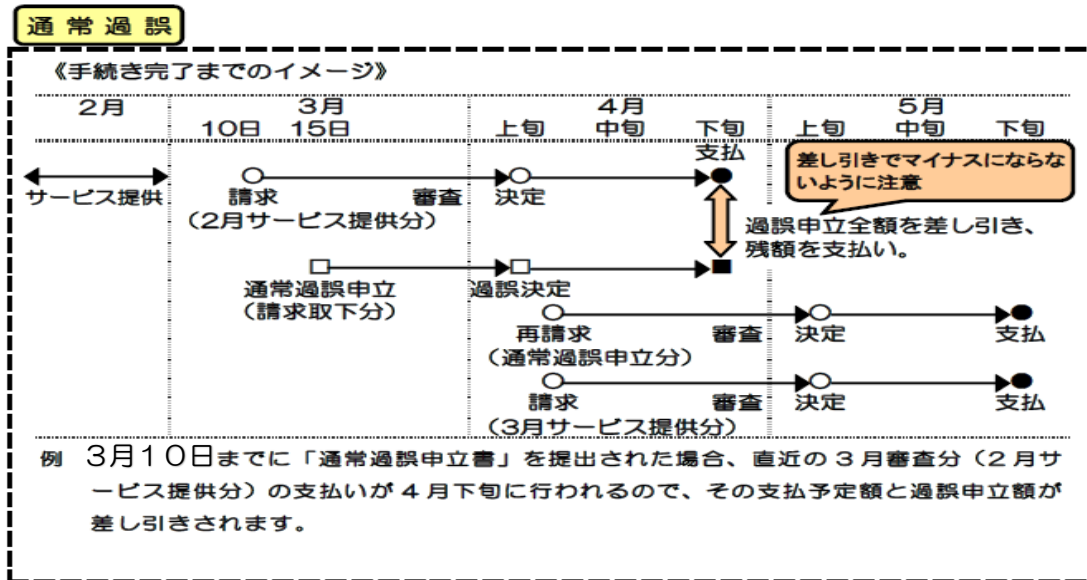 通常過誤
《手続き完了までのイメージ》
2月 3月 4月 5月
10日 15日 上旬 中旬 下旬 上旬 中旬 下旬
支払
差し引きでマイナスにならな
いように注意
サービス提供 請求 審査 決定
(2月サービス提供分)
過誤申立全額を差し引き、
残額を支払い。
通常過誤申立 過誤決定
(請求取下分)
再請求 審査 決定 支払
(通常過誤申立分)
請求 審査 決定 支払
(3月サービス提供分)
例 3月10日までに「通常過誤申立書」を提出された場合、直近の3月審査分(2月サ
ービス提供分)の支払いが4月下旬に行われるので、その支払予定額と過誤申立額が
差し引きされます。